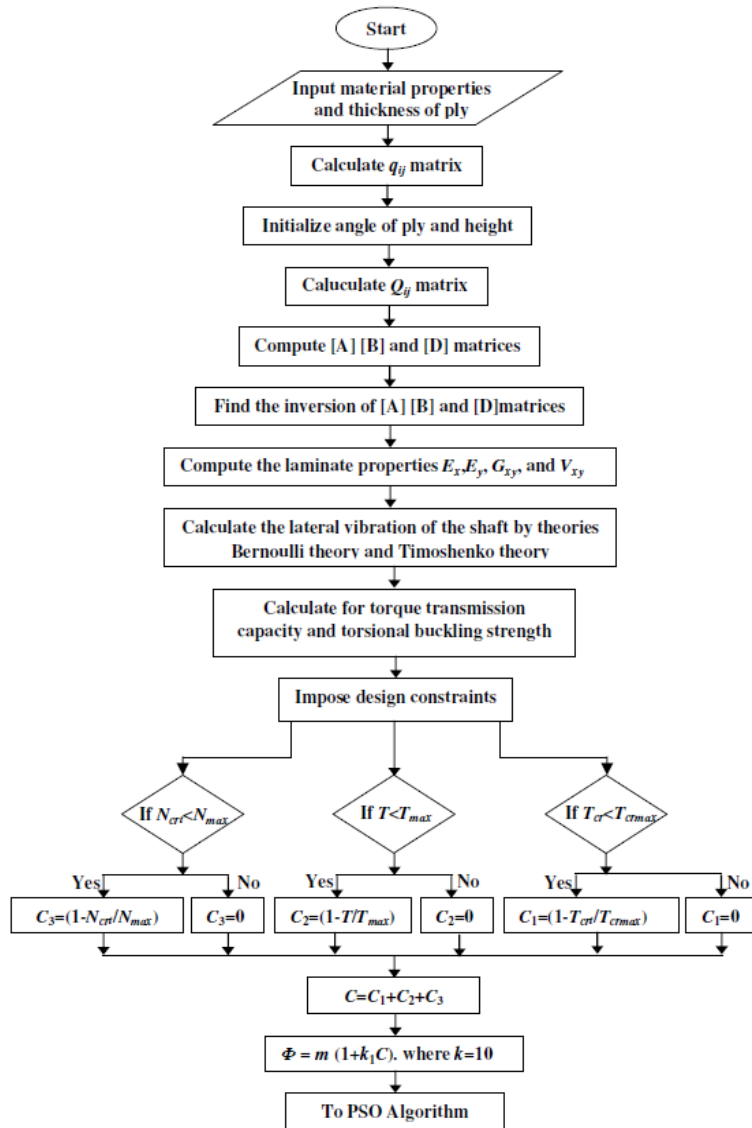 Start
Input material properties
and thickness of ply
Calculate qij matrix
Initialize angle of ply and height
Caluculate Qij matrix
Compute [A] [B] and [D] matrices
Find the inversion of [A] [B] and [D]matrices
Compute the laminate properties Ex,Ey, Gxy, and Vxy
Calculate the lateral vibration of the shaft by theories
Bernoulli theory and Timoshenko theory
Calculate for torque transmission
capacity and torsional buckling strength
Impose design constraints
If Ncrt<Nmax
If T<Tmax
If Tcr<Tcrmax
Yes
No
Yes
No
Yes
No
C3=(1-Ncrt/Nmax)
C3=0
C2=(1-T/Tmax)
C2=0
C1=(1-Tcrt/Tcrmax)
C1=0
C=C1+C2+C3
Φ = m (1+k1C). where k=10
To PSO Algorithm